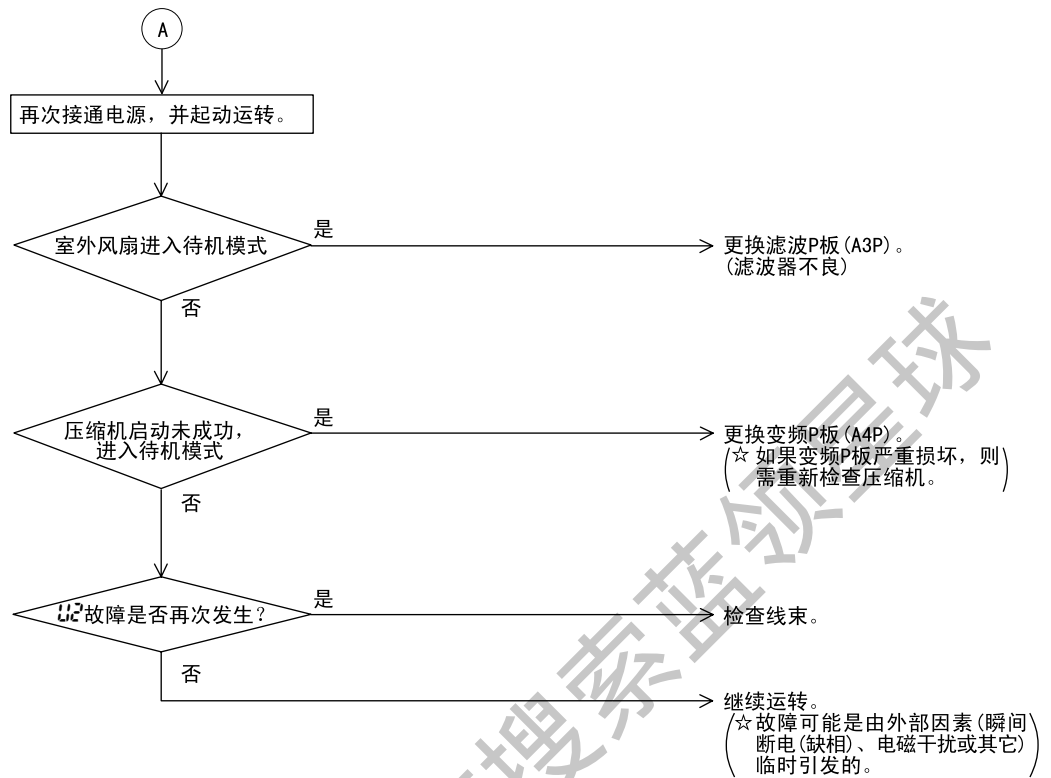 A
再次接通电源，并起动运转。
室外风扇进入待机模式
是
更换滤波P板(A3P)。
(滤波器不良)
否
压缩机启动未成功，
进入待机模式
是
更换变频P板(A4P)。
(☆ 如果变频P板严重损坏，则
需重新检查压缩机。)
否
U2故障是否再次发生？
是
检查线束。
否
继续运转。
(☆故障可能是由外部因素(瞬间
断电(缺相)、电磁干扰或其它)
临时引发的。)
搜索蓝领星球